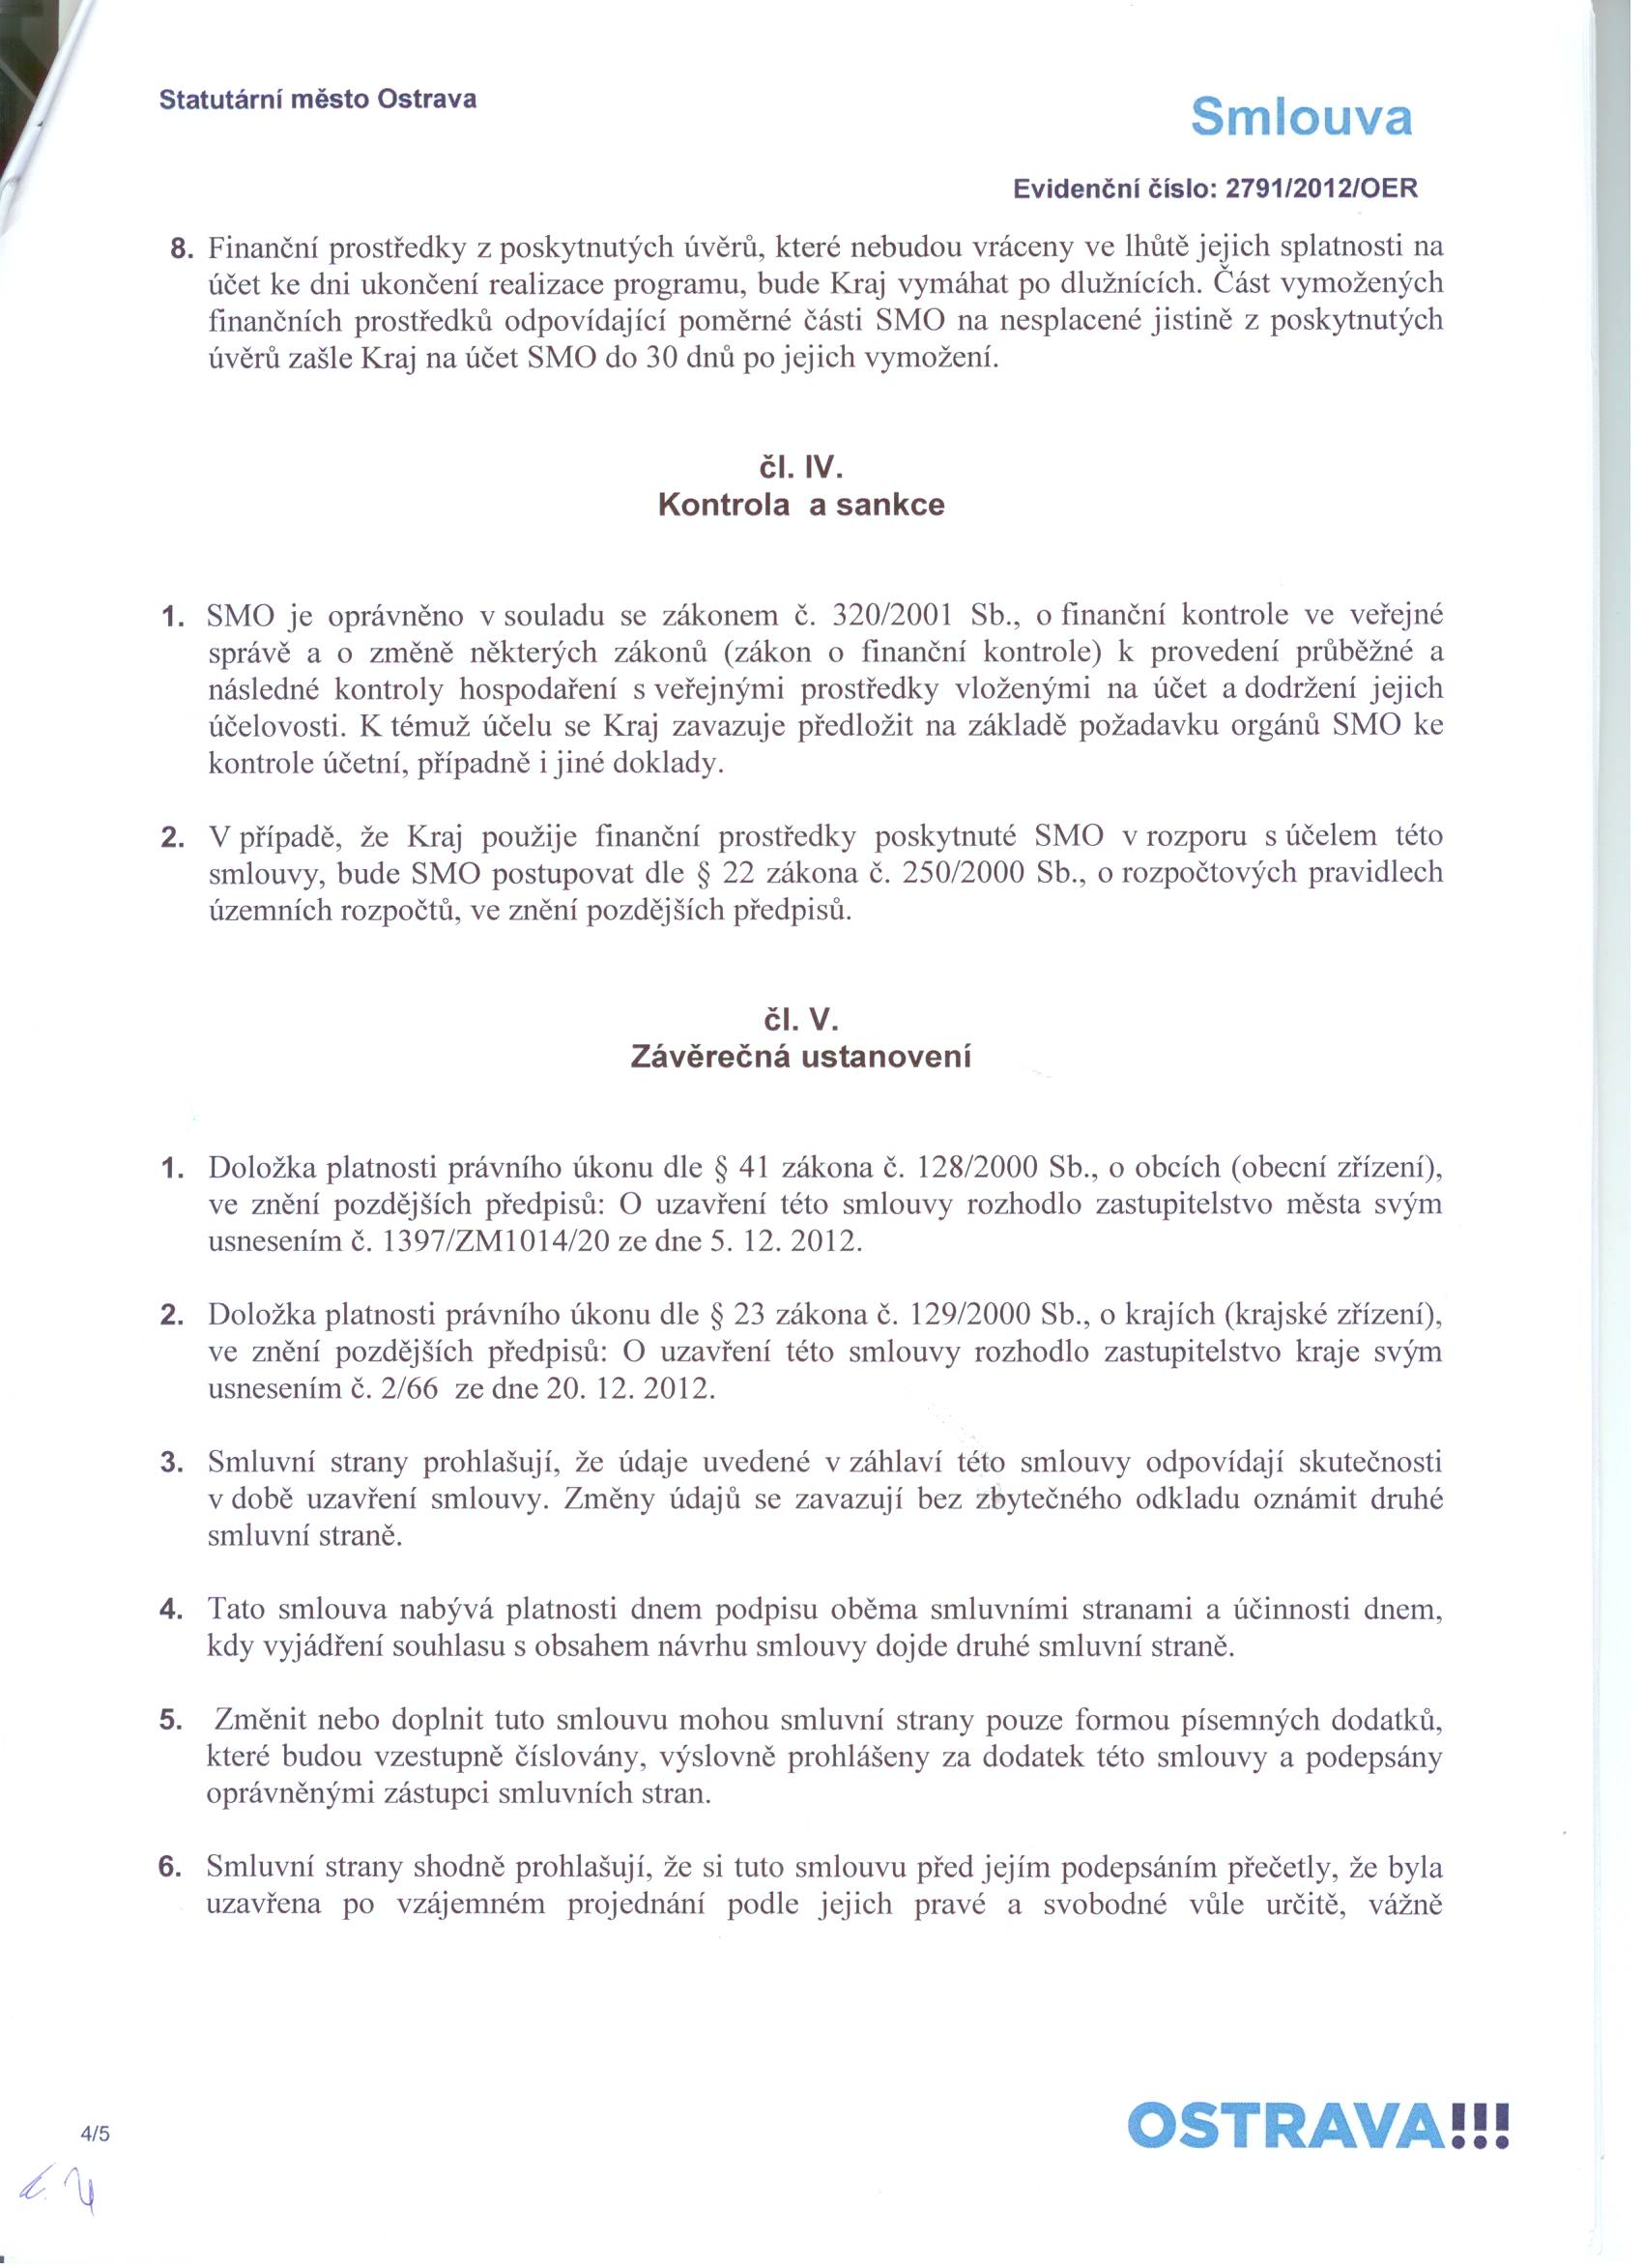 Statutární město Ostrava
Smlouva
Evidenční číslo: 2791/2012/OER
8. Finanční prostředky z poskytnutých úvěrů, které nebudou vráceny ve lhůtě jejich splatnosti na
účet ke dni ukončení realizace programu, bude Kraj vymáhat po dlužnících. Část vymožených
finančních prostředků odpovídající poměrné části SMO na nesplacené jistině z poskytnutých
úvěrů zašle Kraj na účet SMO do 30 dnů po jejich vymožení.
čl. IV.
Kontrola a sankce
1. SMO je oprávněno v souladu se zákonem č. 320/2001 Sb., o finanční kontrole ve veřejné
správě a o změně některých zákonů (zákon o finanční kontrole) k provedení průběžné a
následné kontroly hospodaření s veřejnými prostředky vloženými na účet a dodržení jejich
účelovosti. K témuž účelu se Kraj zavazuje předložit na základě požadavku orgánů SMO ke
kontrole účetní, případně i jiné doklady.
2. V případě, že Kraj použije finanční prostředky poskytnuté SMO v rozporu s účelem této
smlouvy, bude SMO postupovat dle § 22 zákona č. 250/2000 Sb., o rozpočtových pravidlech
územních rozpočtů, ve znění pozdějších předpisů.
čl. V.
Závěrečná ustanovení
1. Doložka platnosti právního úkonu dle § 41 zákona č. 128/2000 Sb., o obcích (obecní zřízení),
ve znění pozdějších předpisů: O uzavření této smlouvy rozhodlo zastupitelstvo města svým
usnesením č. 1397/ZM1014/20 ze dne 5. 12. 2012.
2. Doložka platnosti právního úkonu dle § 23 zákona č. 129/2000 Sb., o krajích (krajské zřízení),
ve znění pozdějších předpisů: O uzavření této smlouvy rozhodlo zastupitelstvo kraje svým
usnesením č. 2/66 ze dne 20. 12. 2012.
3. Smluvní strany prohlašují, že údaje uvedené v záhlaví této smlouvy odpovídají skutečnosti
v době uzavření smlouvy. Změny údajů se zavazují bez zbytečného odkladu oznámit druhé
smluvní straně.
4. Tato smlouva nabývá platnosti dnem podpisu oběma smluvními stranami a účinnosti dnem,
kdy vyjádření souhlasu s obsahem návrhu smlouvy dojde druhé smluvní straně.
5. Změnit nebo doplnit tuto smlouvu mohou smluvní strany pouze formou písemných dodatků,
které budou vzestupně číslovány, výslovně prohlášeny za dodatek této smlouvy a podepsány
oprávněnými zástupci smluvních stran.
6. Smluvní strany shodně prohlašují, že si tuto smlouvu před jejím podepsáním přečetly, že byla
uzavřena po vzájemném projednání podle jejich pravé a svobodné vůle určitě, vážně
OSTRAVA!!!
4/5